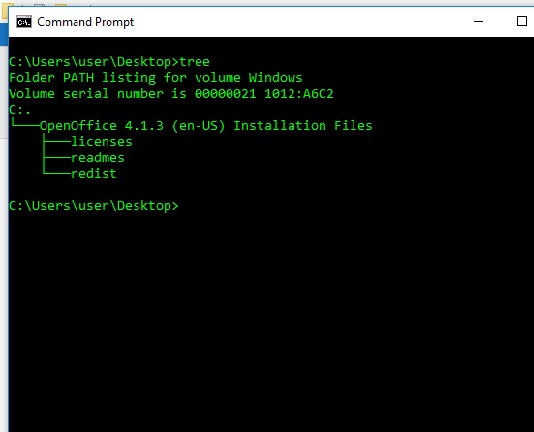 Command Prompt
C:\Users\user\Desktop>tree
Folder PATH listing for volume Windows
Volume serial number is 00000021 1012:A6C2
C:.
└───OpenOffice 4.1.3 (en-US) Installation Files
    ├───licenses
    ├───readmes
    └───redist
C:\Users\user\Desktop>